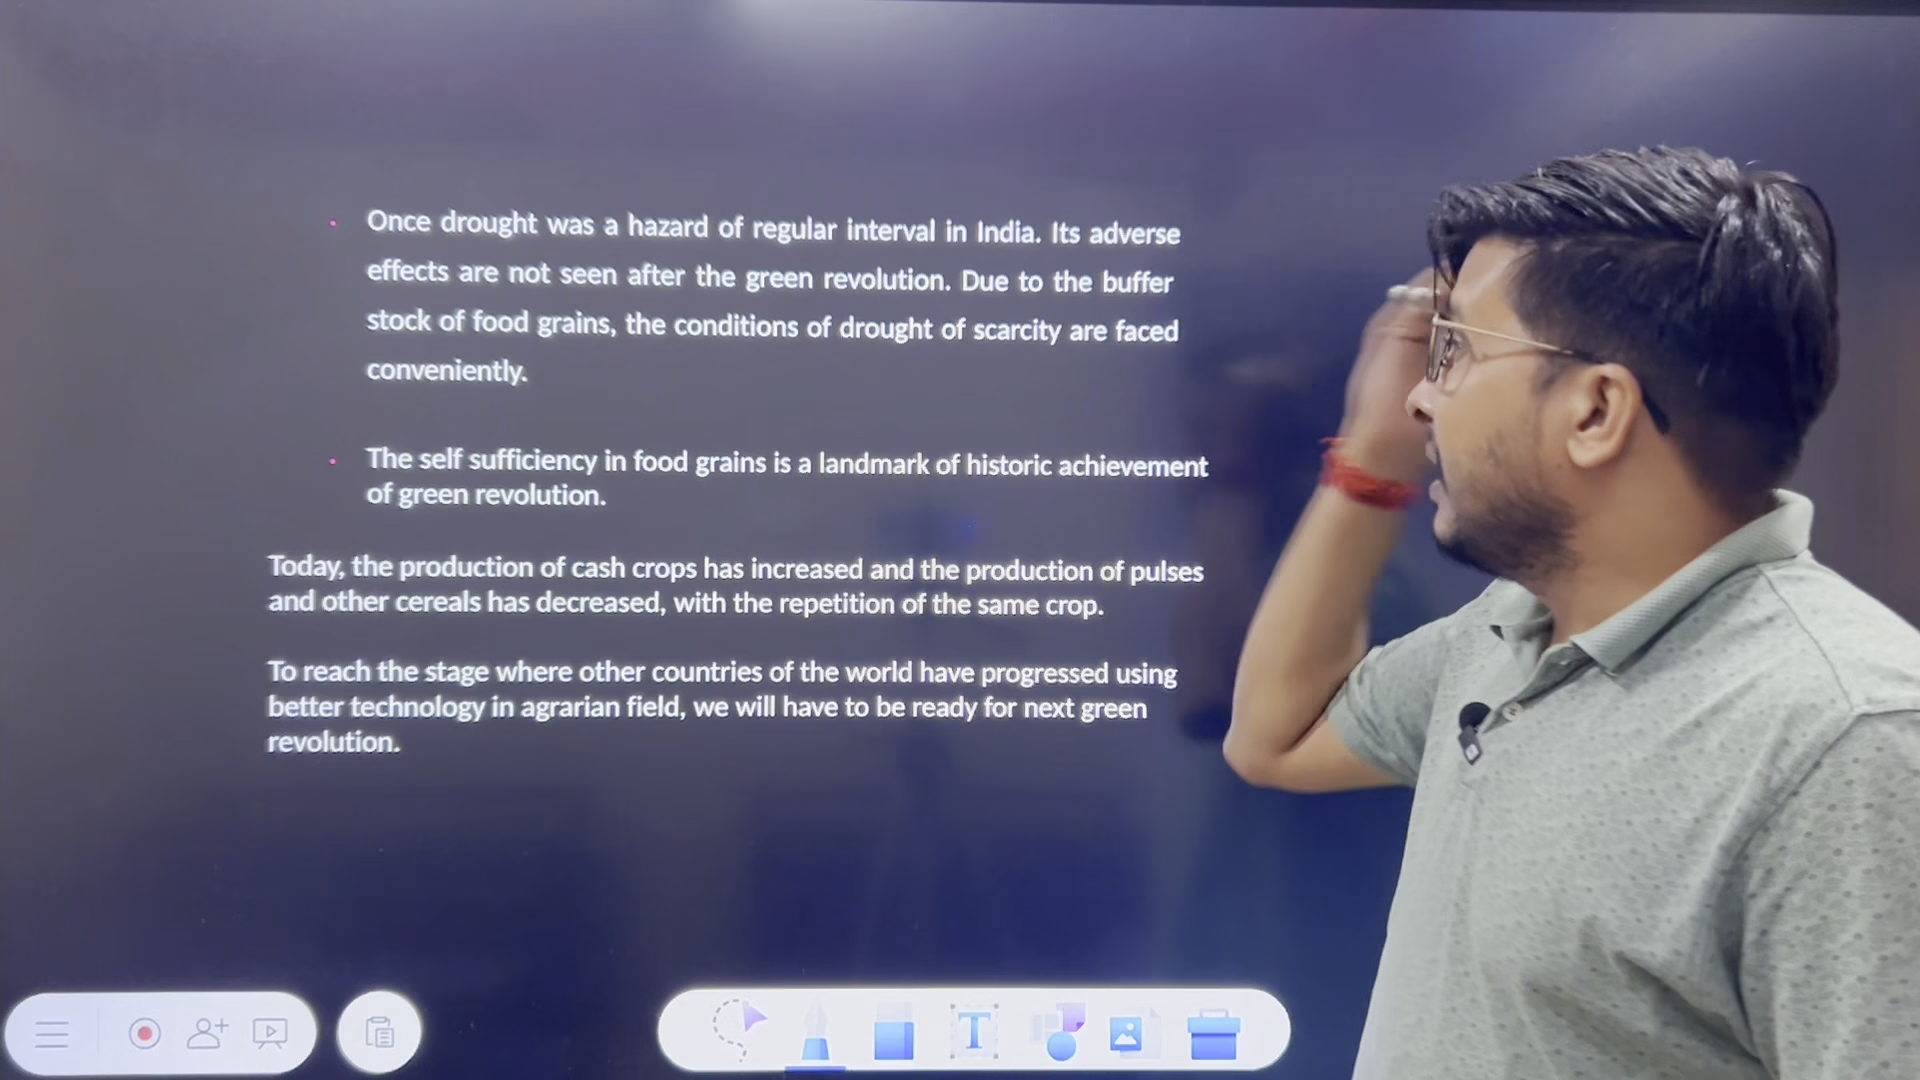 Once drought was a hazard of regular interval in India. Its adverse
effects are not seen after the green revolution. Due to the buffer
stock of food grains, the conditions of drought of scarcity are faced
conveniently.
The self sufficiency in food grains is a landmark of historic achievement
of green revolution.
Today, the production of cash crops has increased and the production of pulses
and other cereals has decreased, with the repetition of the same crop.
To reach the stage where other countries of the world have progressed using
better technology in agrarian field, we will have to be ready for next green
revolution.
T